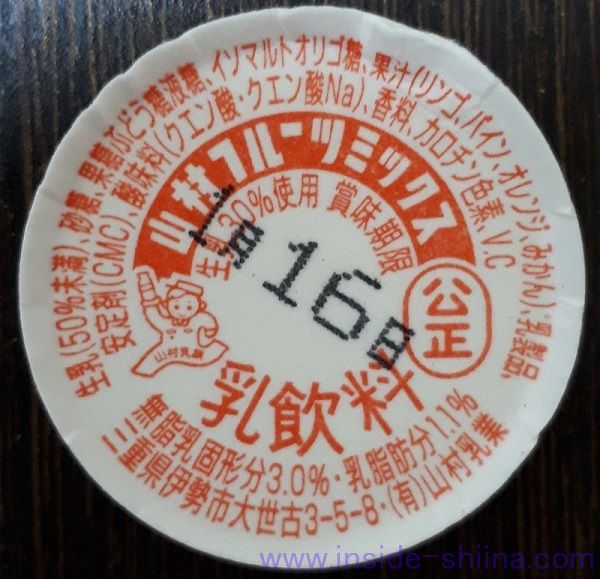 生乳(50%未満)、砂糖、果糖ぶどう糖液糖、イソマルトオリゴ糖、果汁(リンゴ、パイン、オレンジ、みかん)、乳製品、
安定剤(CMC)、酸味料(クエン酸・クエン酸Na)、香料、カロチン色素、V.C
山村フルーツミックス
生乳30%使用 賞味期限
1月16日
公正
山村乳業
乳飲料
無脂乳固形分3.0%・乳脂肪分1.1%
三重県伊勢市大世古3-5-8・(有)山村乳業
www.inside-shiina.com